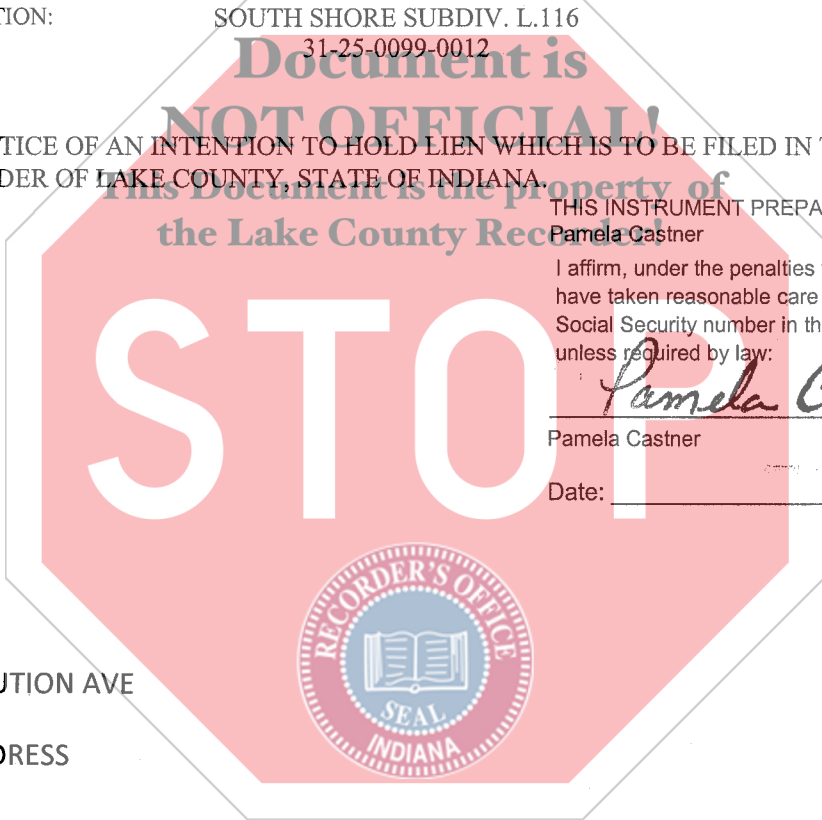 TION:
SOUTH SHORE SUBDIV. L.116
31-25-0099-0012
Document is
NOT OFFICIAL!
TICE OF AN INTENTION TO HOLD LIEN WHICH IS TO BE FILED IN
DER OF LAKE COUNTY, STATE OF INDIANA.
This Document is the property of
the Lake County Recorder!
THIS INSTRUMENT PREPA
Pamela Castner
I affirm, under the penalties
have taken reasonable care
Social Security number in th
unless required by law:
Pamela C
Pamela Castner
Date:
STOP
RECORDER'S OFFICE
SEAL
INDIANA
UTION AVE
DRESS